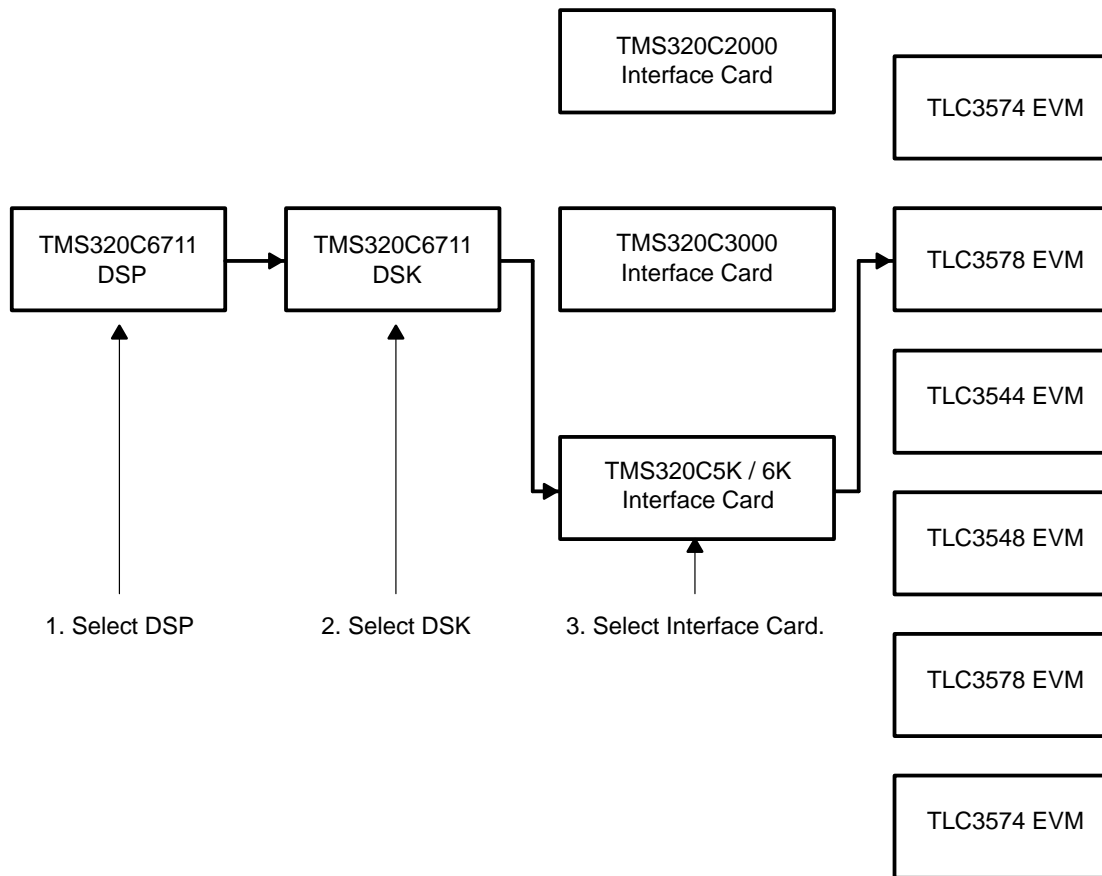 TMS320C2000
Interface Card
TLC3574 EVM
TMS320C6711
DSP
TMS320C6711
DSK
TMS320C3000
Interface Card
TLC3578 EVM
TLC3544 EVM
TMS320C5K / 6K
Interface Card
TLC3548 EVM
1. Select DSP
2. Select DSK
3. Select Interface Card.
TLC3578 EVM
TLC3574 EVM